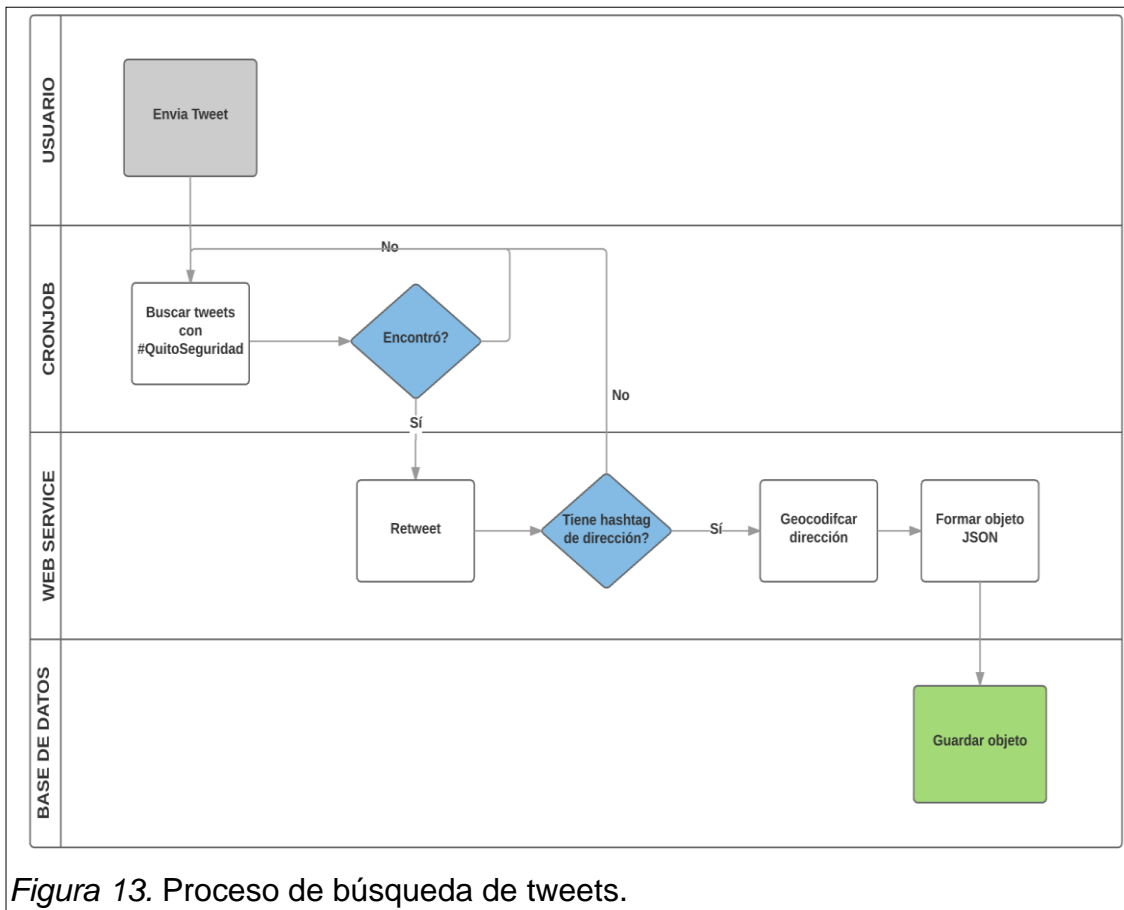 USUARIO
Envia Tweet
CRONJOB
Buscar tweets
con
#QuitoSeguridad
Encontró?
No
Sí
No
WEB SERVICE
Retweet
Tiene hashtag
de dirección?
Sí
Geocodifcar
dirección
Formar objeto
JSON
BASE DE DATOS
Guardar objeto
Figura 13. Proceso de búsqueda de tweets.